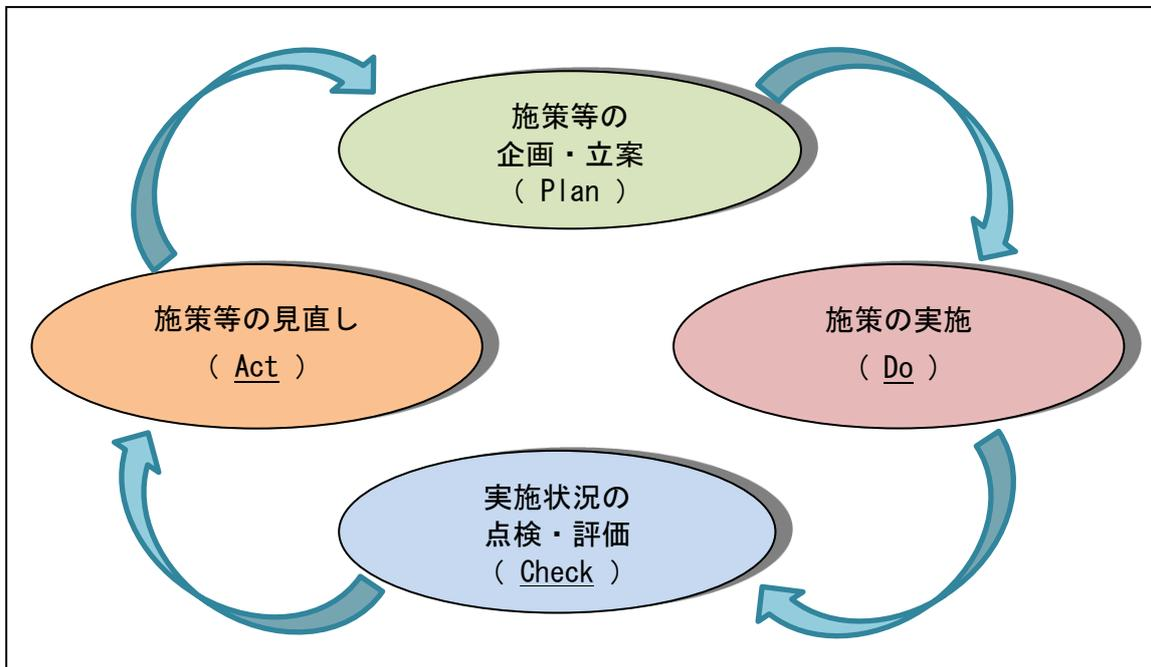 施策等の
企画・立案
( Plan )
施策等の見直し
( Act )
施策の実施
( Do )
実施状況の
点検・評価
( Check )